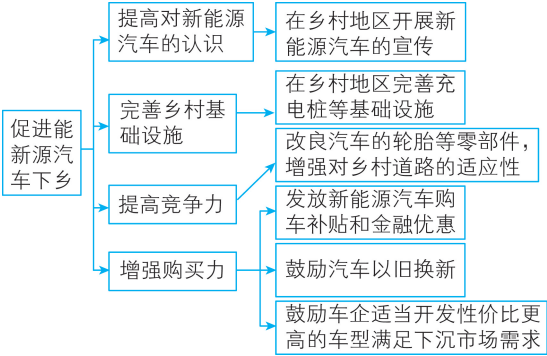 促进能
新源汽
车下乡
提高对新能源
汽车的认识
在乡村地区开展新
能源汽车的宣传
完善乡村基
础设施
在乡村地区完善充
电桩等基础设施
提高竞争力
改良汽车的轮胎等零部件，
增强对乡村道路的适应性
增强购买力
发放新能源汽车购
车补贴和金融优惠
鼓励汽车以旧换新
鼓励车企适当开发性价比更
高的车型满足下沉市场需求